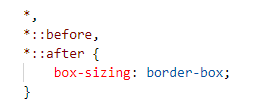 *,
*::before,
*::after {
    box-sizing: border-box;
}